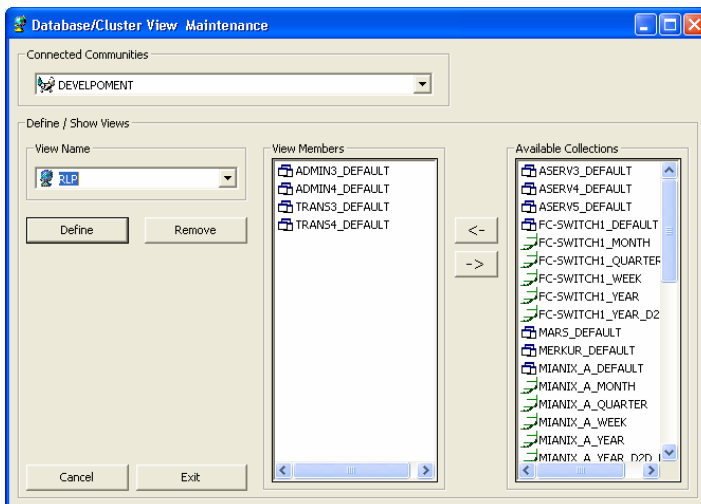 Database/Cluster View Maintenance
Connected Communities
DEVELPOMENT
Define / Show Views
View Name
RLP
Define
Remove
Cancel
Exit
View Members
ADMIN3_DEFAULT
ADMIN4_DEFAULT
TRANS3_DEFAULT
TRANS4_DEFAULT
<-
->
Available Collections
ASERV3_DEFAULT
ASERV4_DEFAULT
ASERV5_DEFAULT
FC-SWITCH1_DEFAULT
FC-SWITCH1_MONTH
FC-SWITCH1_QUARTER
FC-SWITCH1_WEEK
FC-SWITCH1_YEAR
FC-SWITCH1_YEAR_D2
MARS_DEFAULT
MERKUR_DEFAULT
MIANIX_A_DEFAULT
MIANIX_A_MONTH
MIANIX_A_QUARTER
MIANIX_A_WEEK
MIANIX_A_YEAR
MIANIX_A_YEAR_D2D